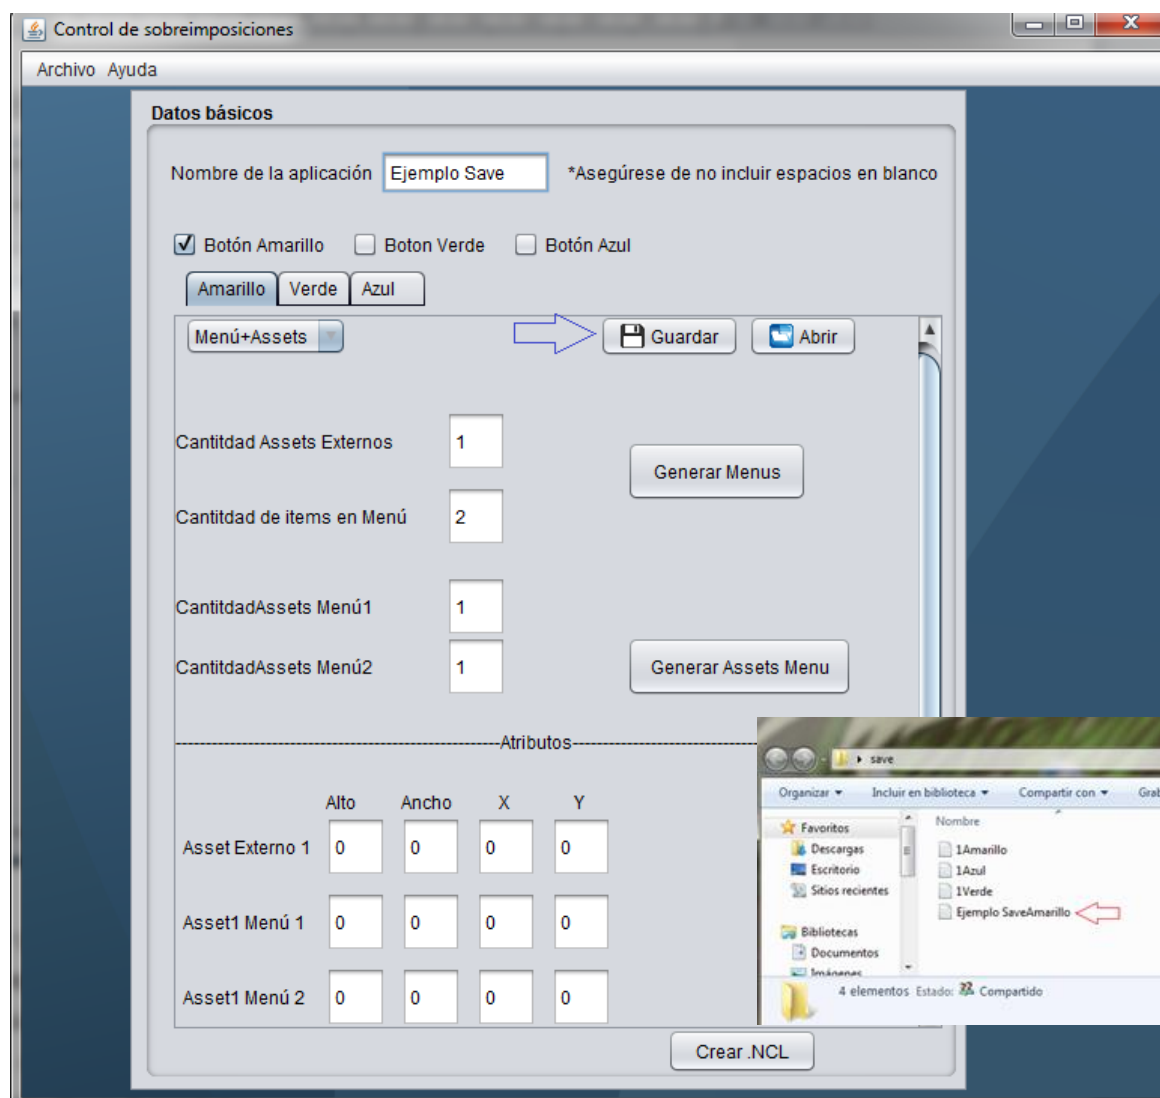 Control de sobreimposiciones
Archivo Ayuda
Datos básicos
Nombre de la aplicación Ejemplo Save *Asegúrese de no incluir espacios en blanco
Botón Amarillo Boton Verde Botón Azul
Amarillo Verde Azul
Menú+Assets Guardar Abrir
Cantitdad Assets Externos 1
Generar Menus
Cantitdad de items en Menú 2
CantitdadAssets Menú1 1
CantitdadAssets Menú2 1 Generar Assets Menu
Atributos
Alto Ancho X Y
Asset Externo 1 0 0 0 0
Asset1 Menú 1 0 0 0 0
Asset1 Menú 2 0 0 0 0
Crear .NCL
save
Organizar Incluir en biblioteca Compartir con Grab
Favoritos
Descargas
Escritorio
Sitios recientes
Bibliotecas
Documentos
Imágenes
Nombre
1Amarillo
1Azul
1Verde
Ejemplo SaveAmarillo
4 elementos Estado: Compartido